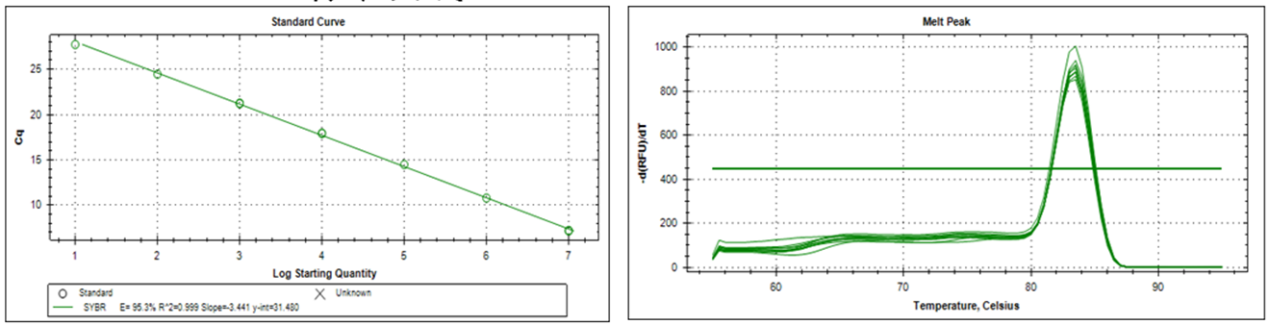 Standard Curve
Cq
25
20
15
10
1 2 3 4 5 6 7
Log Starting Quantity
Standard Unknown
SYBR E= 95.3% R^2=0.999 Slope=-3.441 y-int=31.480
Melt Peak
-d(RFU)/dT
1000
800
600
400
200
0
60 70 80 90
Temperature, Celsius